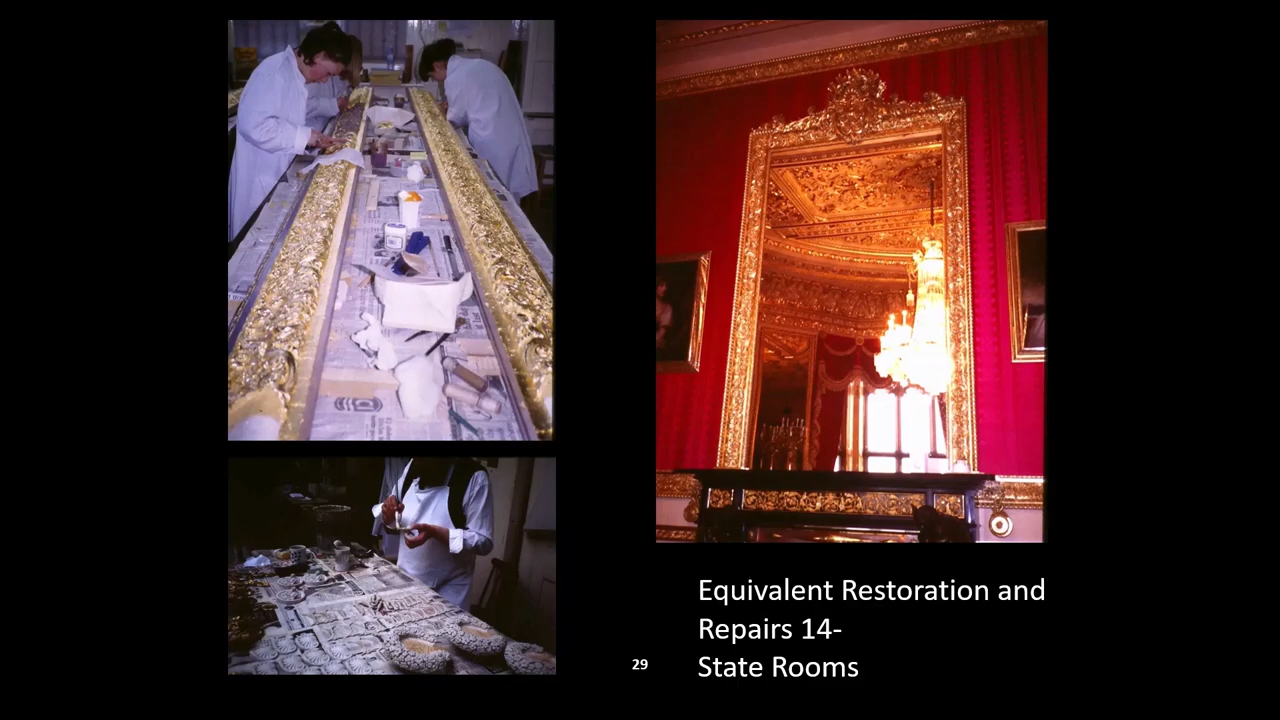 Equivalent Restoration and
Repairs 14-
State Rooms
29